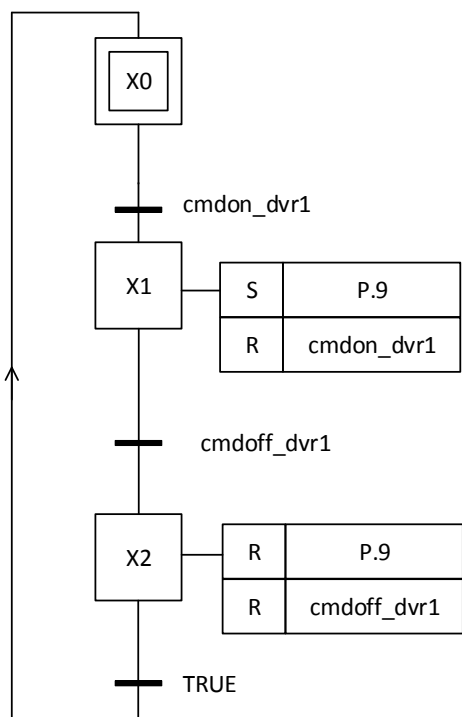 X0
cmdon_dvr1
X1
S P.9
R cmdon_dvr1
cmdoff_dvr1
X2
R P.9
R cmdoff_dvr1
TRUE